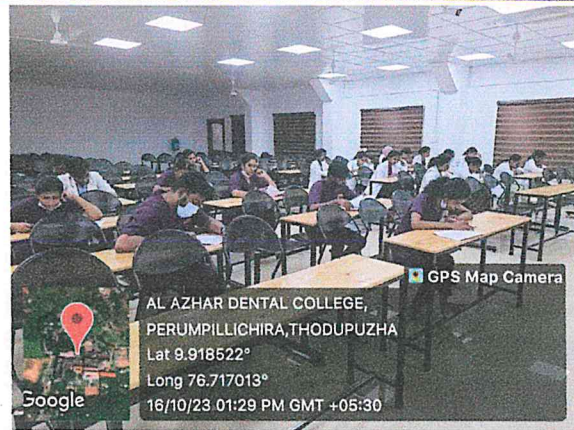 GPS Map Camera
AL AZHAR DENTAL COLLEGE,
PERUMPILLICHIRA,THODUPUZHA
Lat 9.918522°
Long 76.717013°
16/10/23 01:29 PM GMT +05:30
Google